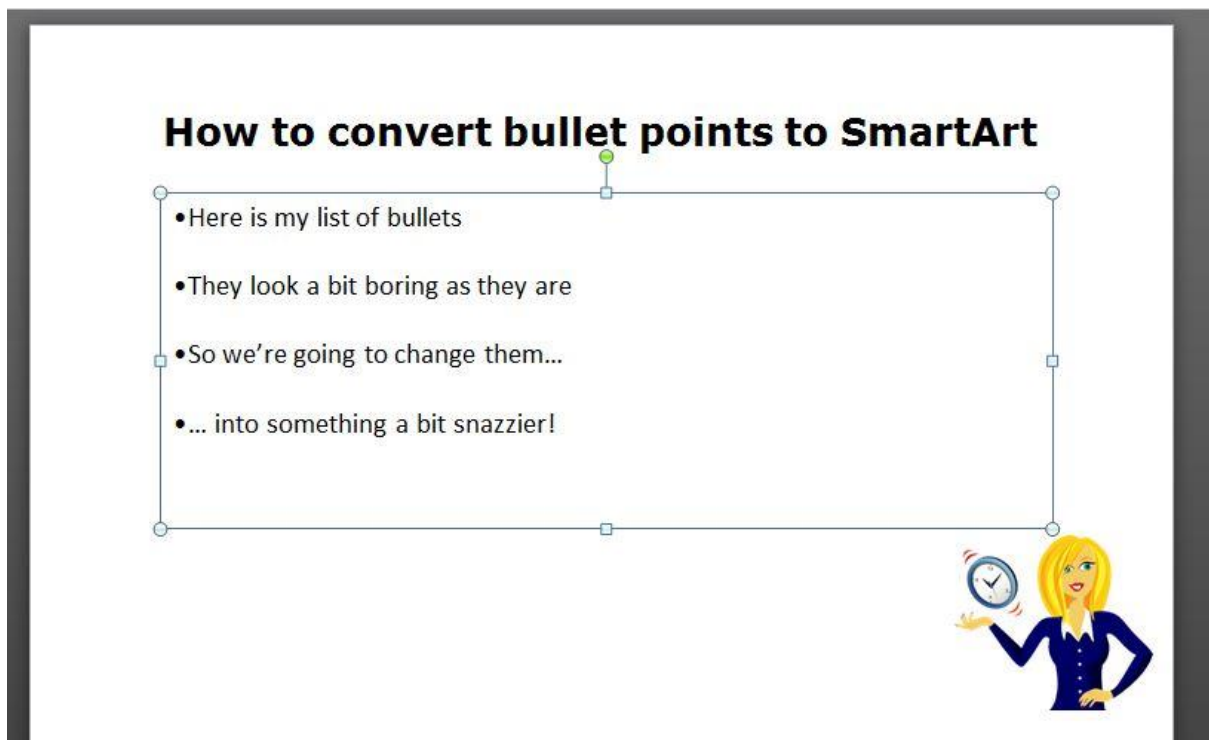 How to convert bullet points to SmartArt
•Here is my list of bullets
•They look a bit boring as they are
•So we’re going to change them…
•… into something a bit snazzier!